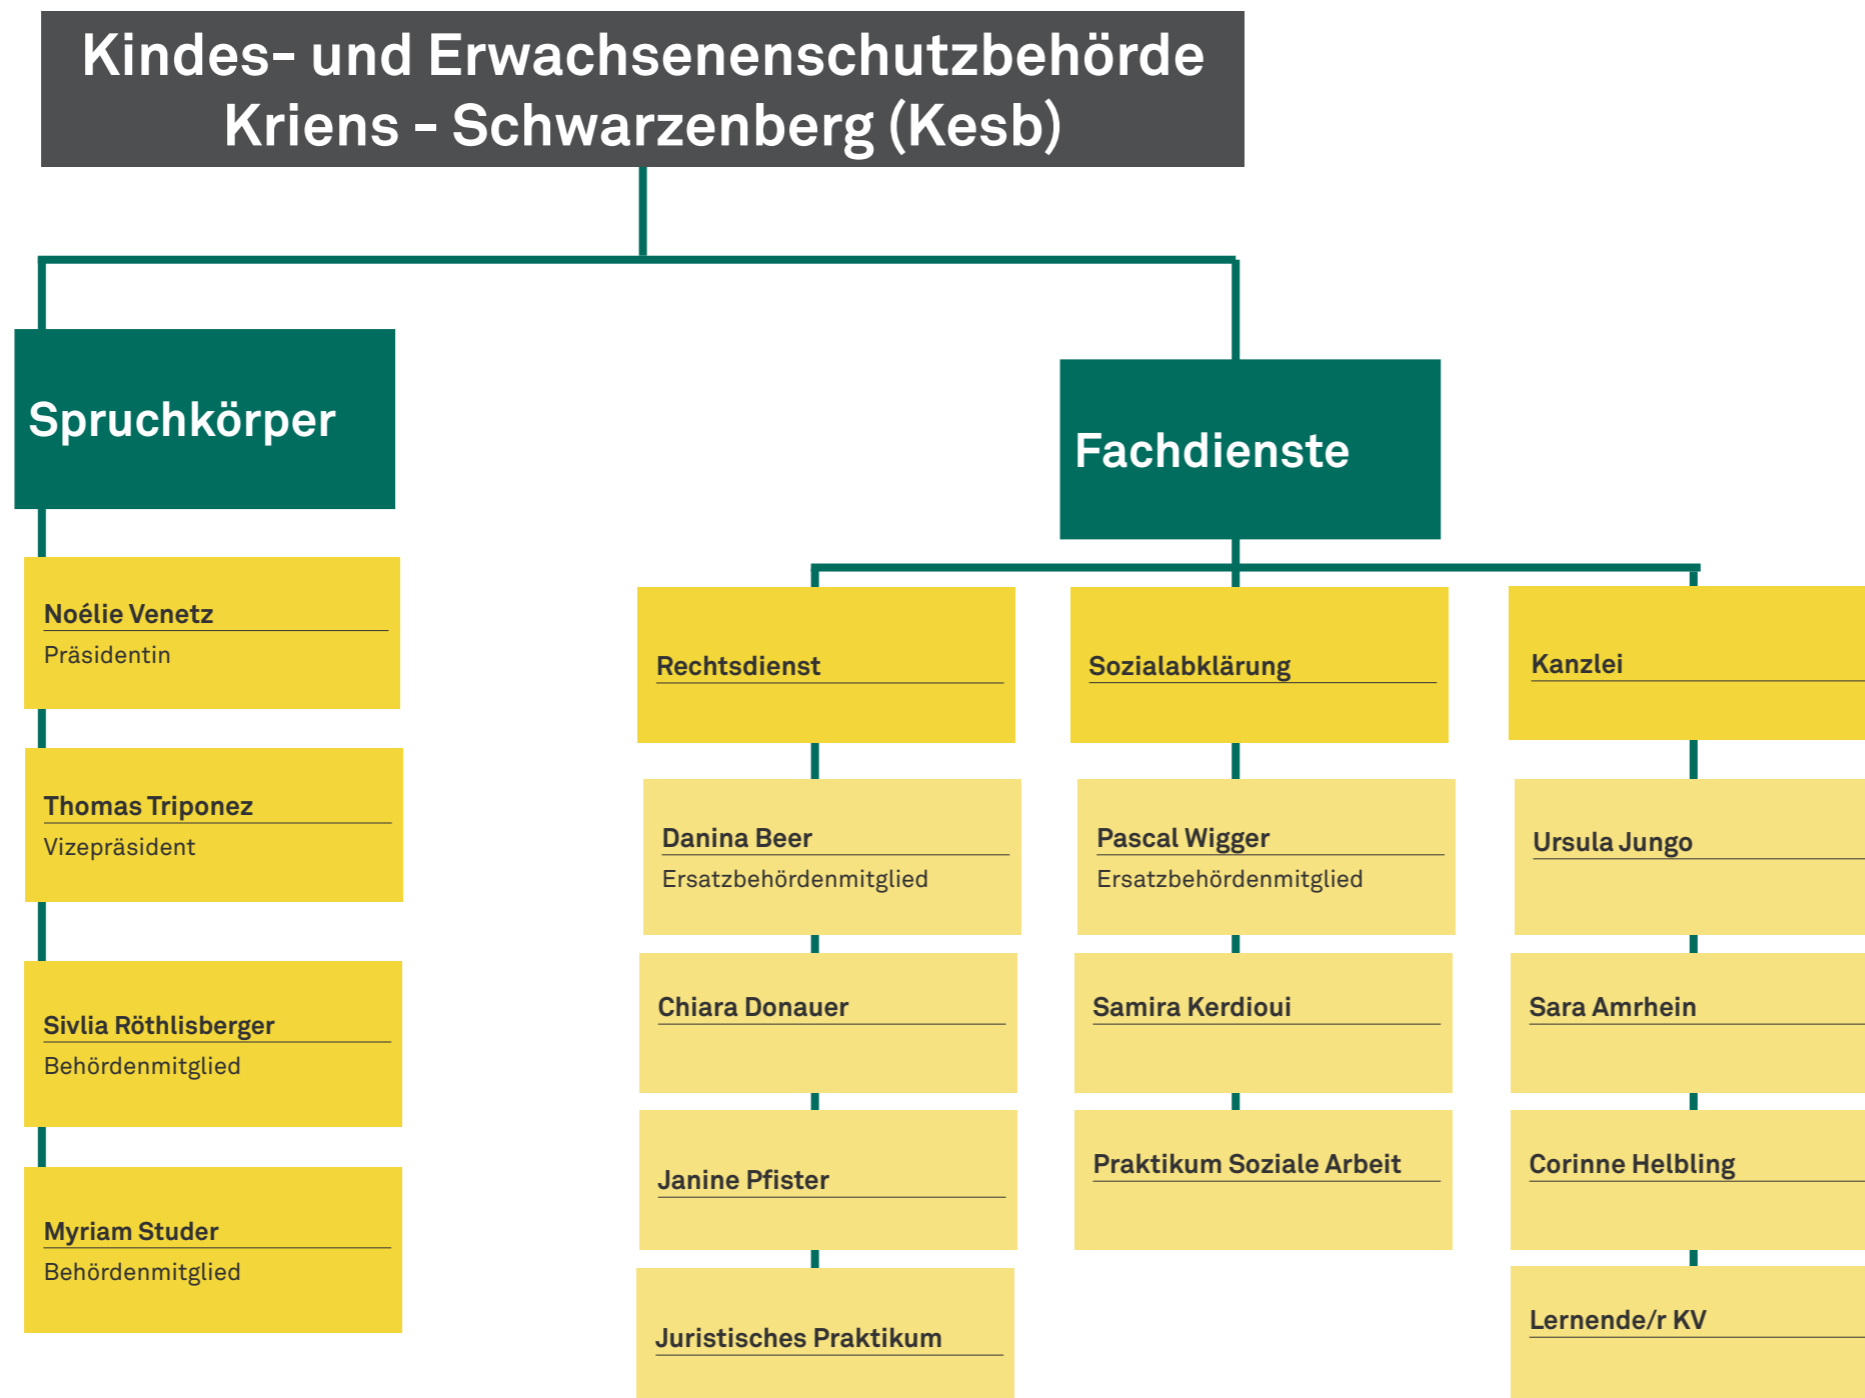 Kindes- und Erwachsenenschutzbehörde
Kriens - Schwarzenberg (Kesb)
Spruchkörper
Noélie Venetz
Präsidentin
Thomas Triponez
Vizepräsident
Sivlia Röthlisberger
Behördenmitglied
Myriam Studer
Behördenmitglied
Fachdienste
Rechtsdienst
Danina Beer
Ersatzbehördenmitglied
Chiara Donauer
Janine Pfister
Juristisches Praktikum
Sozialabklärung
Pascal Wigger
Ersatzbehördenmitglied
Samira Kerdioui
Praktikum Soziale Arbeit
Kanzlei
Ursula Jungo
Sara Amrhein
Corinne Helbling
Lernende/r KV